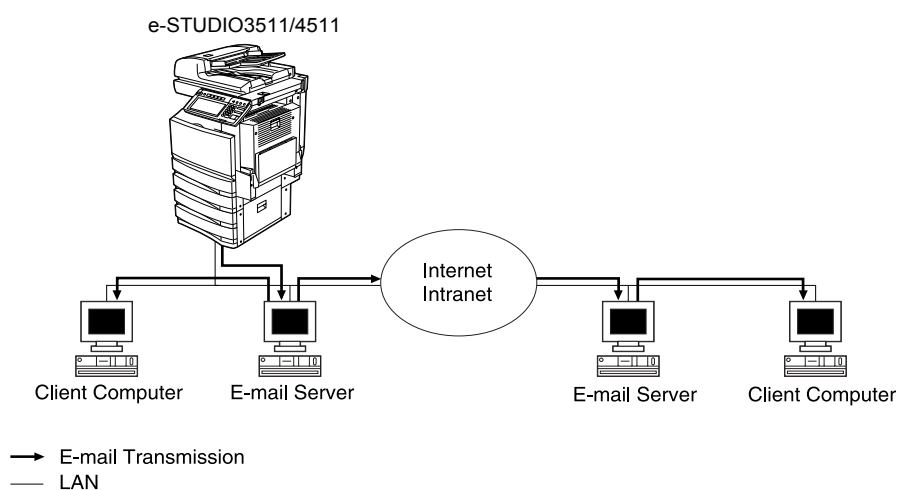 e-STUDIO3511/4511
Internet
Intranet
Client Computer
E-mail Server
E-mail Server
Client Computer
E-mail Transmission
LAN